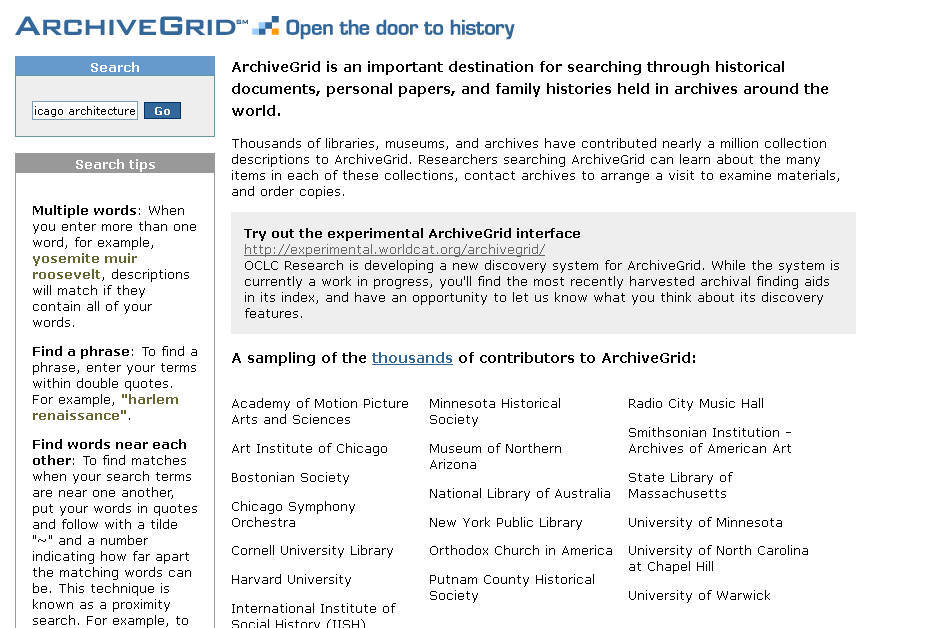 ARCHIVEGRID SM Open the door to history
Search
icago architecture Go
Search tips
Multiple words: When
you enter more than one
word, for example,
yosemite muir
roosevelt, descriptions
will match if they
contain all of your
words.
Find a phrase: To find a
phrase, enter your terms
within double quotes.
For example, "harlem
renaissance".
Find words near each
other: To find matches
when your search terms
are near one another,
put your words in quotes
and follow with a tilde
"~" and a number
indicating how far apart
the matching words can
be. This technique is
known as a proximity
search. For example, to
ArchiveGrid is an important destination for searching through historical
documents, personal papers, and family histories held in archives around the
world.
Thousands of libraries, museums, and archives have contributed nearly a million collection
descriptions to ArchiveGrid. Researchers searching ArchiveGrid can learn about the many
items in each of these collections, contact archives to arrange a visit to examine materials,
and order copies.
Try out the experimental ArchiveGrid interface
http://experimental.worldcat.org/archivegrid/
OCLC Research is developing a new discovery system for ArchiveGrid. While the system is
currently a work in progress, you'll find the most recently harvested archival finding aids
in its index, and have an opportunity to let us know what you think about its discovery
features.
A sampling of the thousands of contributors to ArchiveGrid:
Academy of Motion Picture
Arts and Sciences
Art Institute of Chicago
Bostonian Society
Chicago Symphony
Orchestra
Cornell University Library
Harvard University
International Institute of
Social History (IISH)
Minnesota Historical
Society
Museum of Northern
Arizona
National Library of Australia
New York Public Library
Orthodox Church in America
Putnam County Historical
Society
Radio City Music Hall
Smithsonian Institution -
Archives of American Art
State Library of
Massachusetts
University of Minnesota
University of North Carolina
at Chapel Hill
University of Warwick